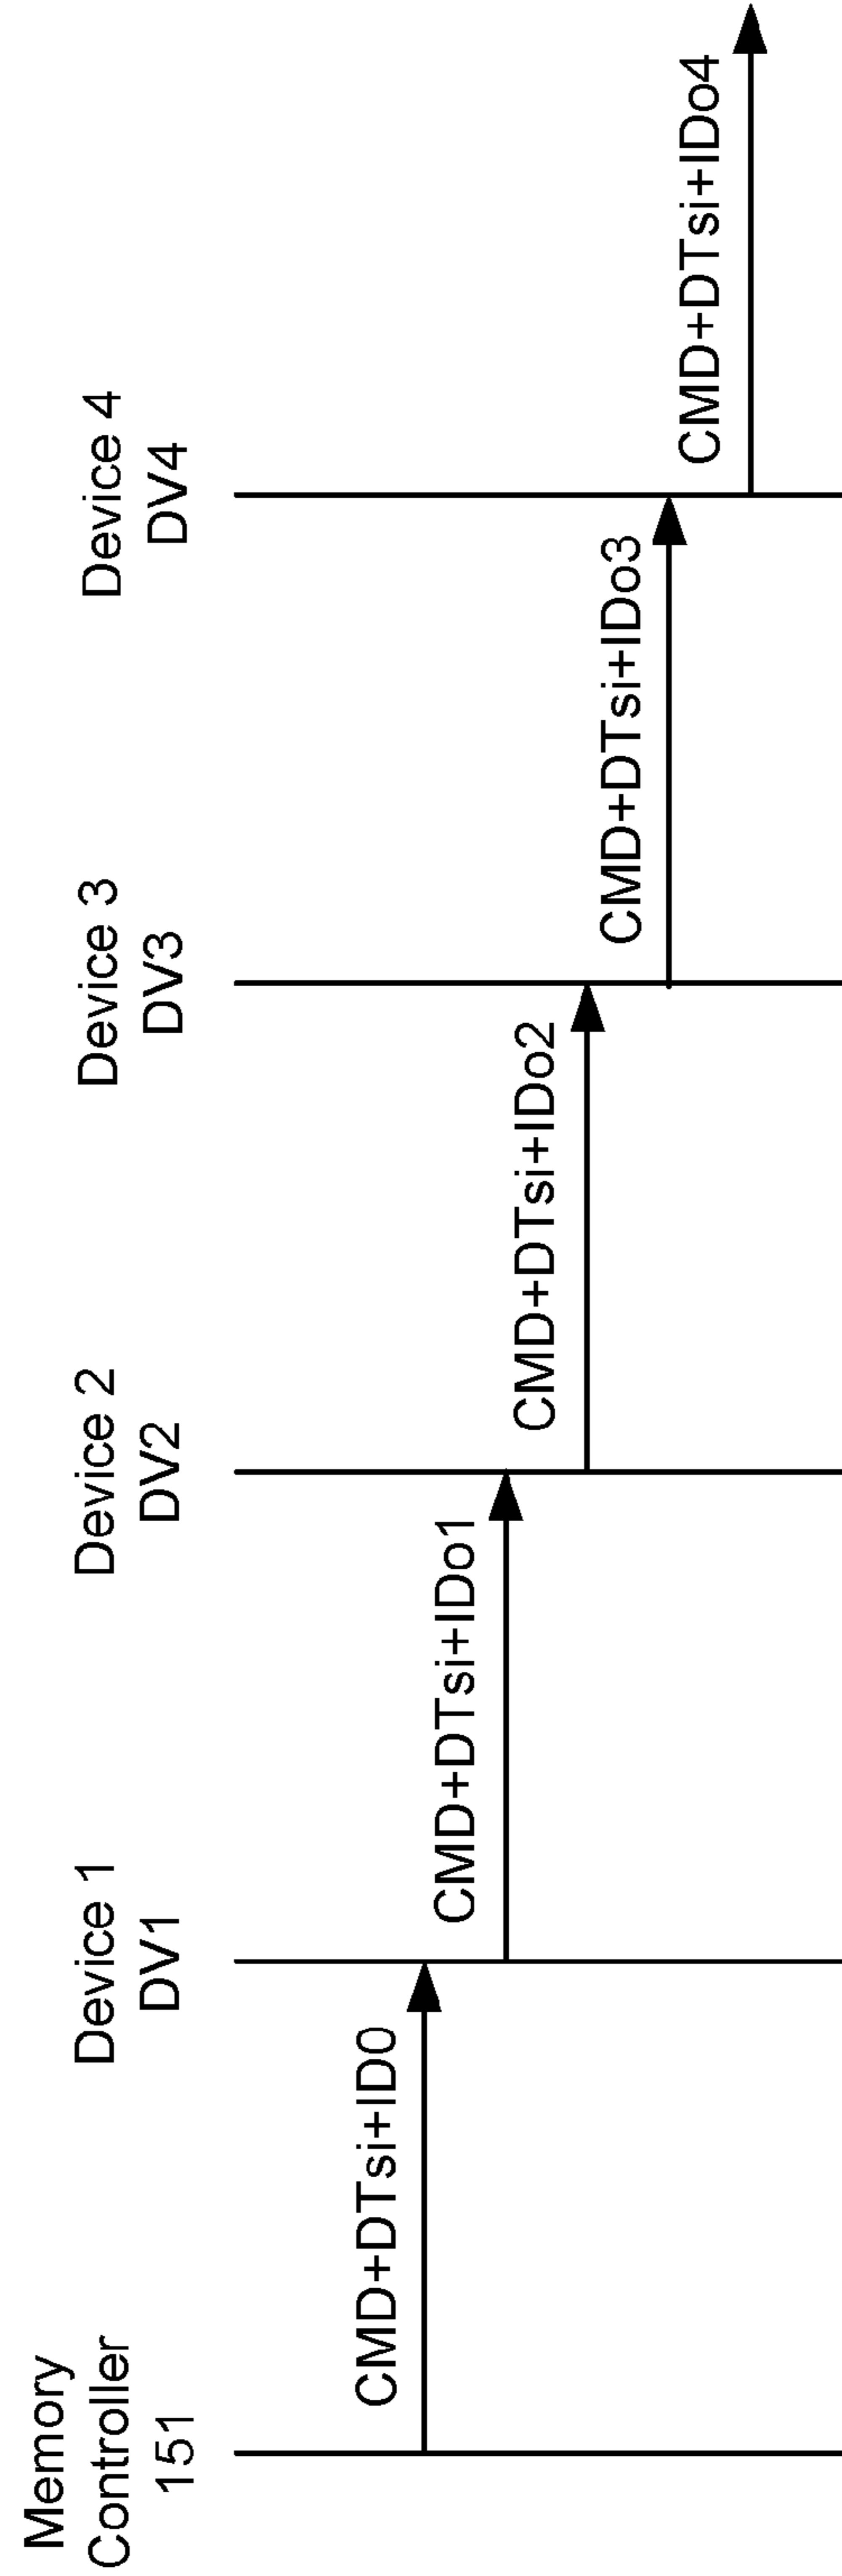 Memory
Controller
151
Device 1
DV1
Device 2
DV2
Device 3
DV3
Device 4
DV4
CMD+DTsi+ID0
CMD+DTsi+IDo1
CMD+DTsi+IDo2
CMD+DTsi+IDo3
CMD+DTsi+IDo4